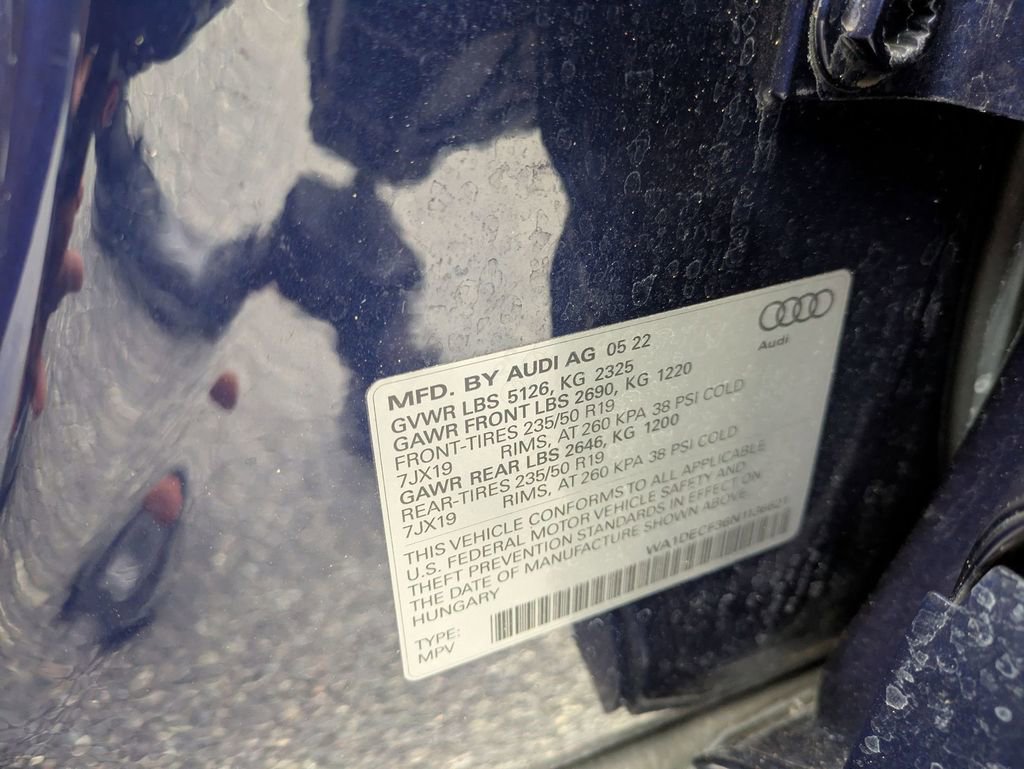 Audi
MFD. BY AUDI AG 05 22
GVWR LBS 5126, KG 2325
GAWR FRONT LBS 2690, KG 1220
FRONT-TIRES 235/50 R19
7JX19 RIMS, AT 260 KPA 38 PSI COLD
GAWR REAR LBS 2646, KG 1200
REAR-TIRES 235/50 R19
7JX19 RIMS, AT 260 KPA 38 PSI COLD
THIS VEHICLE CONFORMS TO ALL APPLICABLE
U.S. FEDERAL MOTOR VEHICLE SAFETY AND
THEFT PREVENTION STANDARDS IN EFFECT ON
THE DATE OF MANUFACTURE SHOWN ABOVE.
HUNGARY
TYPE:
MPV